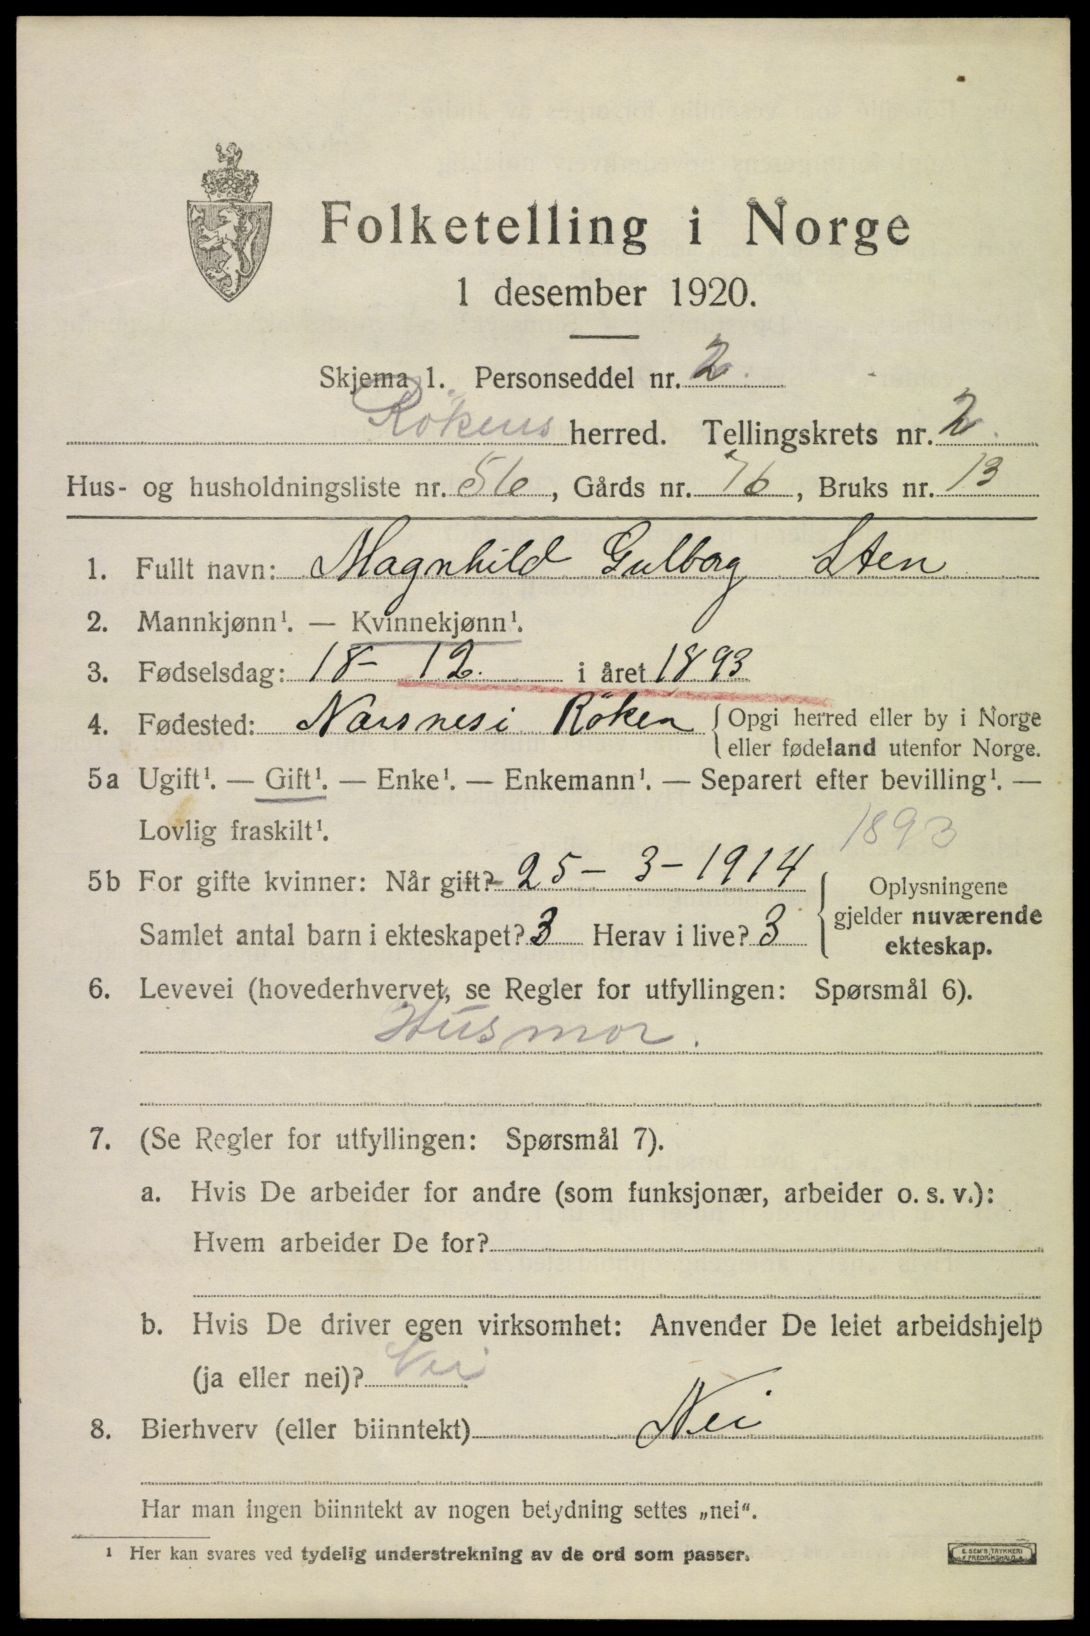 Folketelling i Norge
1 desember 1920.
Skjema 1. Personseddel nr. 2.
Rökens herred. Tellingskrets nr. 2.
Hus- og husholdningsliste nr. 56, Gårds nr. 76, Bruks nr. 13
1. Fullt navn: Magnhild Gulborg Sten
2. Mannkjønn¹. — Kvinnekjønn¹.
3. Fødselsdag: 18- 12. i året 1893
4. Fødested: Narsnes i Röken { Opgi herred eller by i Norge
eller fødeland utenfor Norge.
5a Ugift¹. — Gift¹. — Enke¹. — Enkemann¹. — Separert efter bevilling¹. —
Lovlig fraskilt¹. 1893
5b For gifte kvinner: Når gift? 25 - 3 - 1914
Samlet antal barn i ekteskapet? 3 Herav i live? 3
{ Oplysningene
gjelder nuværende
ekteskap.
6. Levevei (hovederhvervet, se Regler for utfyllingen: Spørsmål 6).
Husmor.
7. (Se Regler for utfyllingen: Spørsmål 7).
a. Hvis De arbeider for andre (som funksjonær, arbeider o. s. v.):
Hvem arbeider De for?
b. Hvis De driver egen virksomhet: Anvender De leiet arbeidshjelp
(ja eller nei)? Nei
8. Bierhverv (eller biinntekt) Nei
Har man ingen biinntekt av nogen betydning settes „nei“.
¹ Her kan svares ved tydelig understrekning av de ord som passer.
E. SEM'S TRYKKERI
FREDRIKSHALD